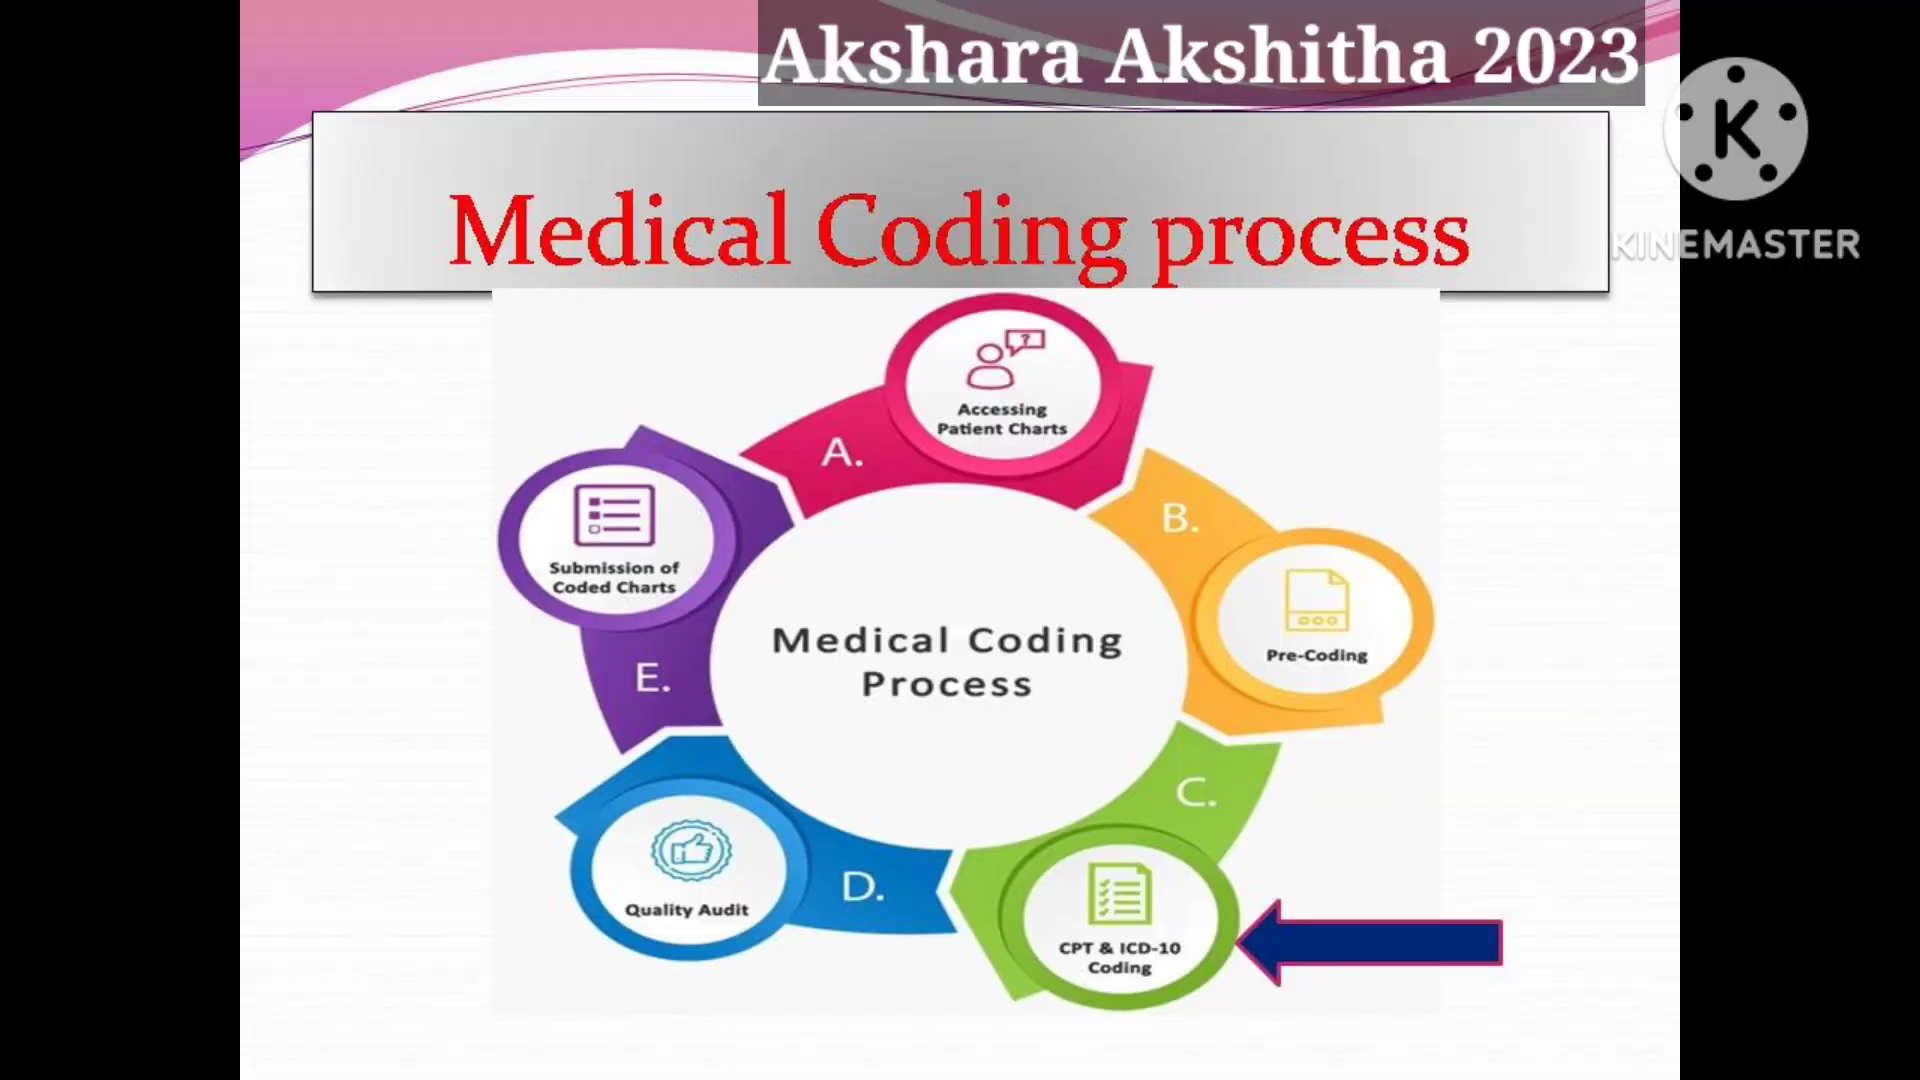 Akshara Akshitha 2023
K
KINEMASTER
Medical Coding process
?
Accessing
Patient Charts
A.
B.
Pre-Coding
C.
CPT & ICD-10
Coding
D.
Quality Audit
E.
Submission of
Coded Charts
Medical Coding
Process